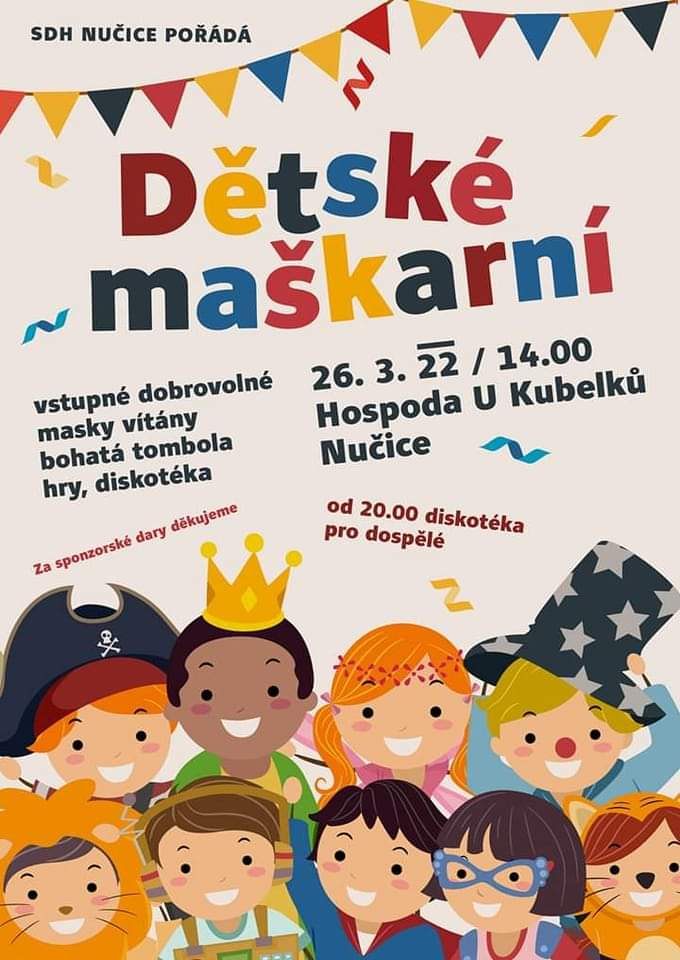 SDH NUČICE POŘÁDÁ
Dětské
maškarní
vstupné dobrovolné
masky vítány
bohatá tombola
hry, diskotéka
26. 3. 22 / 14.00
Hospoda U Kubelků
Nučice
Za sponzorské dary děkujeme
od 20.00 diskotéka
pro dospělé